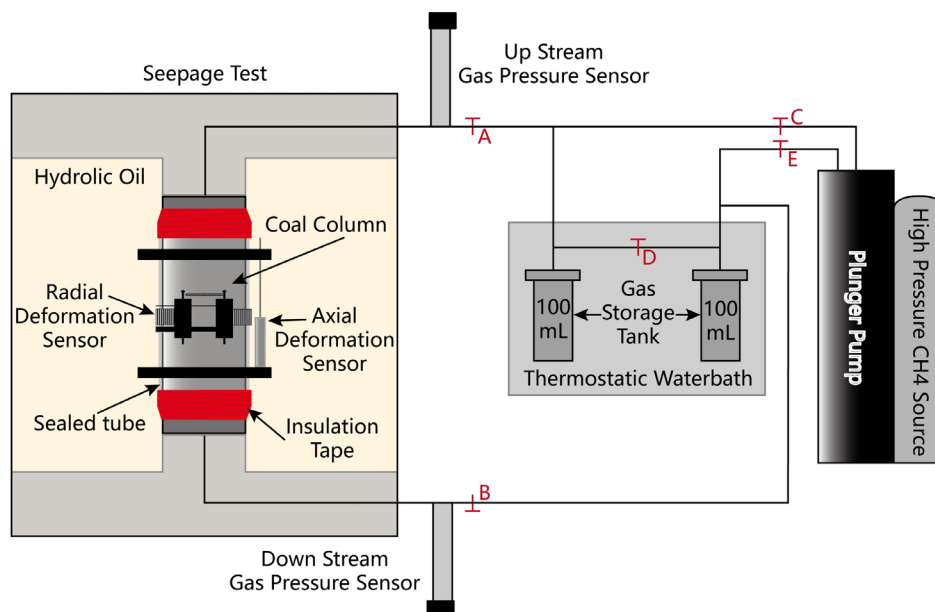 Up Stream
Gas Pressure Sensor
Seepage Test
A
C
E
Hydrolic Oil
Coal Column
D
Radial
Deformation
Sensor
Axial
Deformation
Sensor
100
mL
Gas
Storage
Tank
100
mL
Thermostatic Waterbath
Plunger Pump
High Pressure CH4 Source
Sealed tube
Insulation
Tape
B
Down Stream
Gas Pressure Sensor